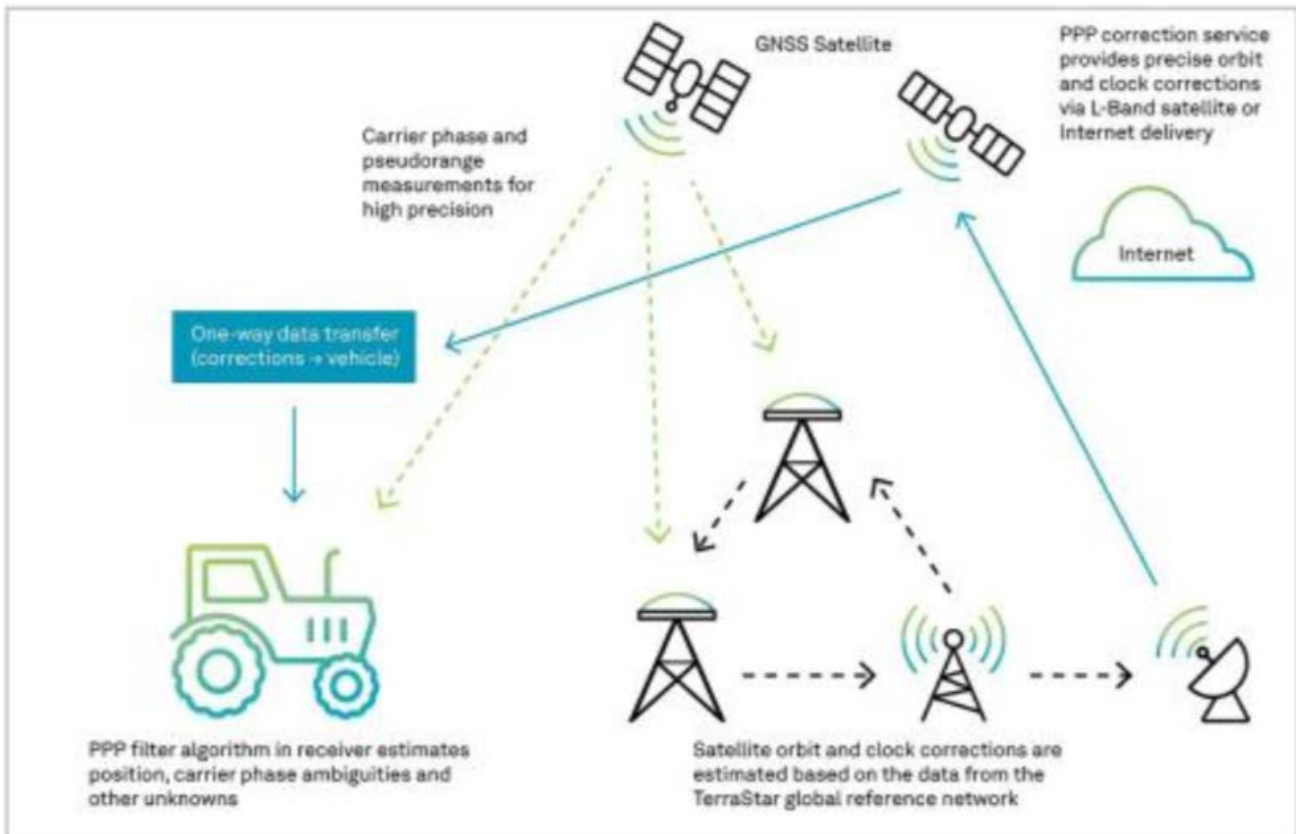 GNSS Satellite
PPP correction service
provides precise orbit
and clock corrections
via L-Band satellite or
Internet delivery
Carrier phase and
pseudorange
measurements for
high precision
Internet
One-way data transfer
(corrections → vehicle)
PPP filter algorithm in receiver estimates
position, carrier phase ambiguities and
other unknowns
Satellite orbit and clock corrections are
estimated based on the data from the
TerraStar global reference network